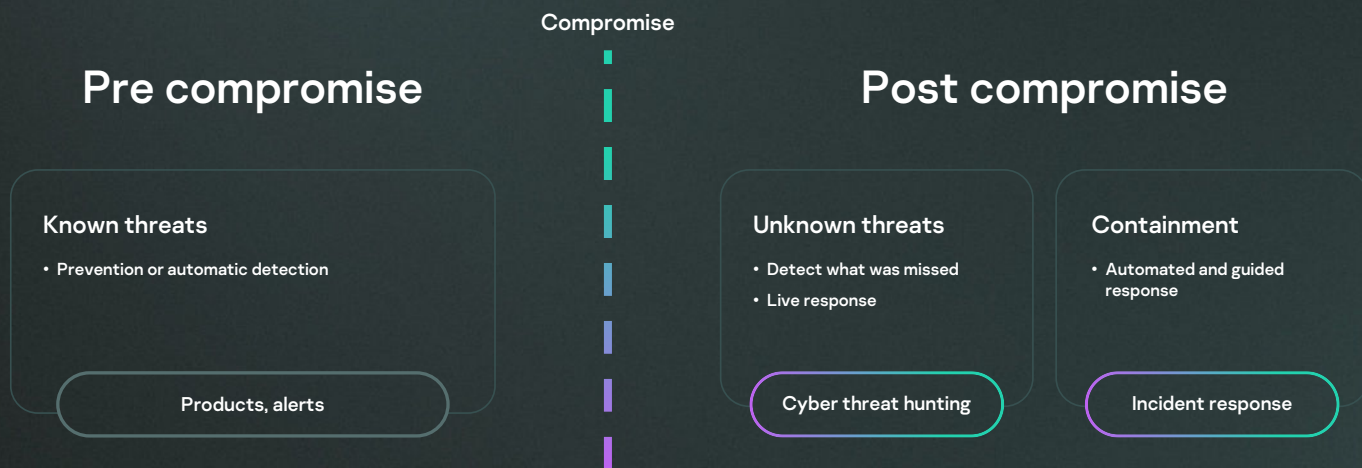 Compromise
Pre compromise
Post compromise
Known threats
• Prevention or automatic detection
Products, alerts
Unknown threats
• Detect what was missed
• Live response
Cyber threat hunting
Containment
• Automated and guided
response
Incident response